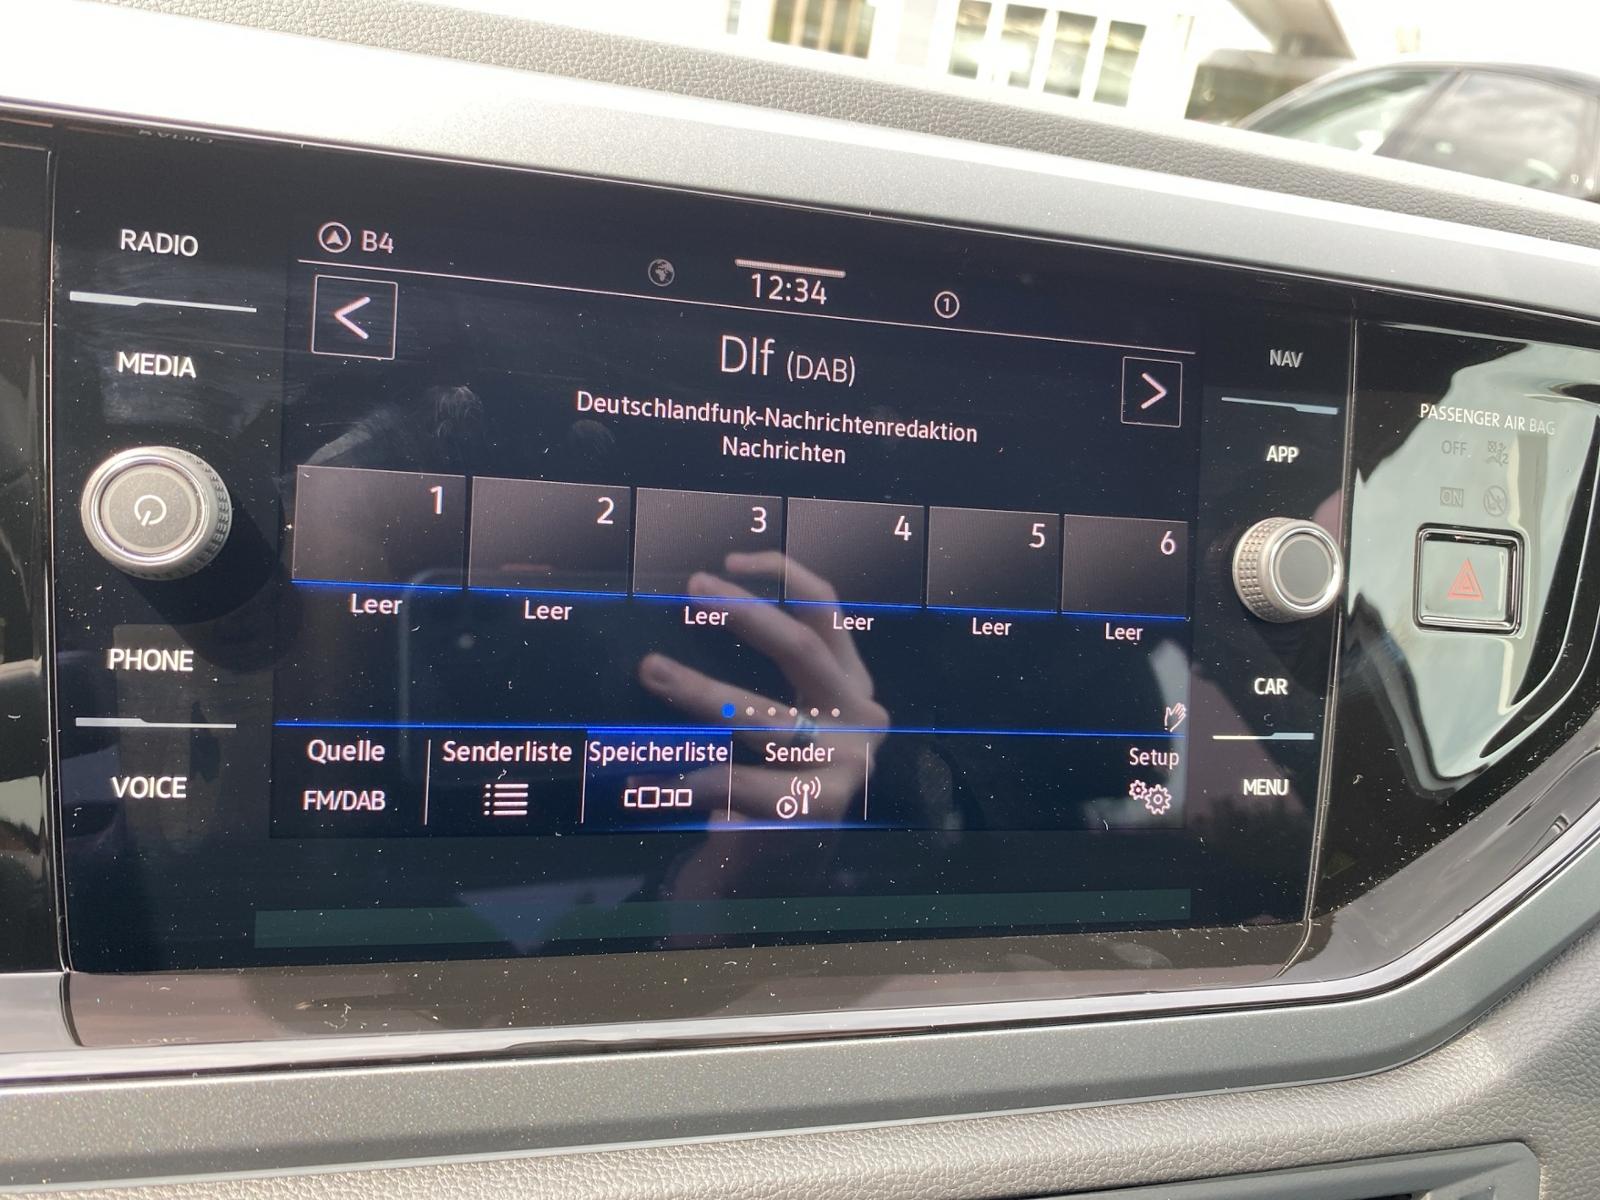 RADIO
MEDIA
PHONE
VOICE
B4
12:34
1
Dlf (DAB)
Deutschlandfunk-Nachrichtenredaktion
Nachrichten
1 2 3 4 5 6
Leer Leer Leer Leer Leer Leer
Quelle Senderliste Speicherliste Sender Setup
FM/DAB
NAV
APP
CAR
MENU
PASSENGER AIR BAG
OFF
ON